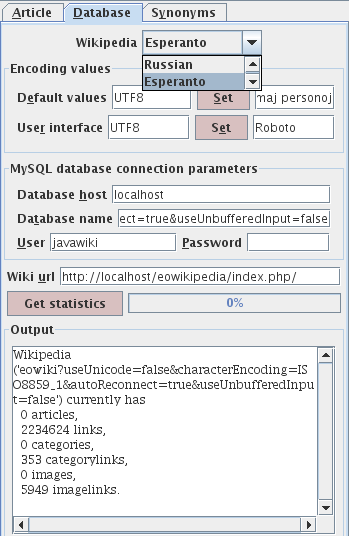 Article Database Synonyms
Wikipedia Esperanto
Russian
Esperanto
Encoding values
Default values UTF8 Set maj personoj
User interface UTF8 Set Roboto
MySQL database connection parameters
Database host localhost
Database name ect=true&useUnbufferedInput=false
User javawiki Password
Wiki url http://localhost/eowikipedia/index.php/
Get statistics 0%
Output
Wikipedia
('eowiki?useUnicode=false&characterEncoding=IS
O8859_1&autoReconnect=true&useUnbufferedInpu
t=false') currently has
0 articles,
2234624 links,
0 categories,
353 categorylinks,
0 images,
5949 imagelinks.